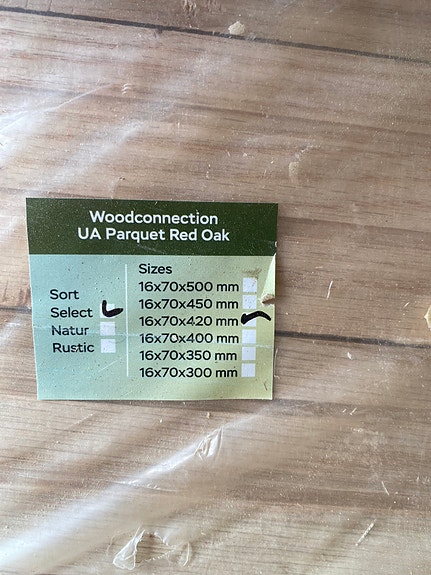 Woodconnection
UA Parquet Red Oak
Sort
Select
Natur
Rustic
Sizes
16x70x500 mm
16x70x450 mm
16x70x420 mm
16x70x400 mm
16x70x350 mm
16x70x300 mm